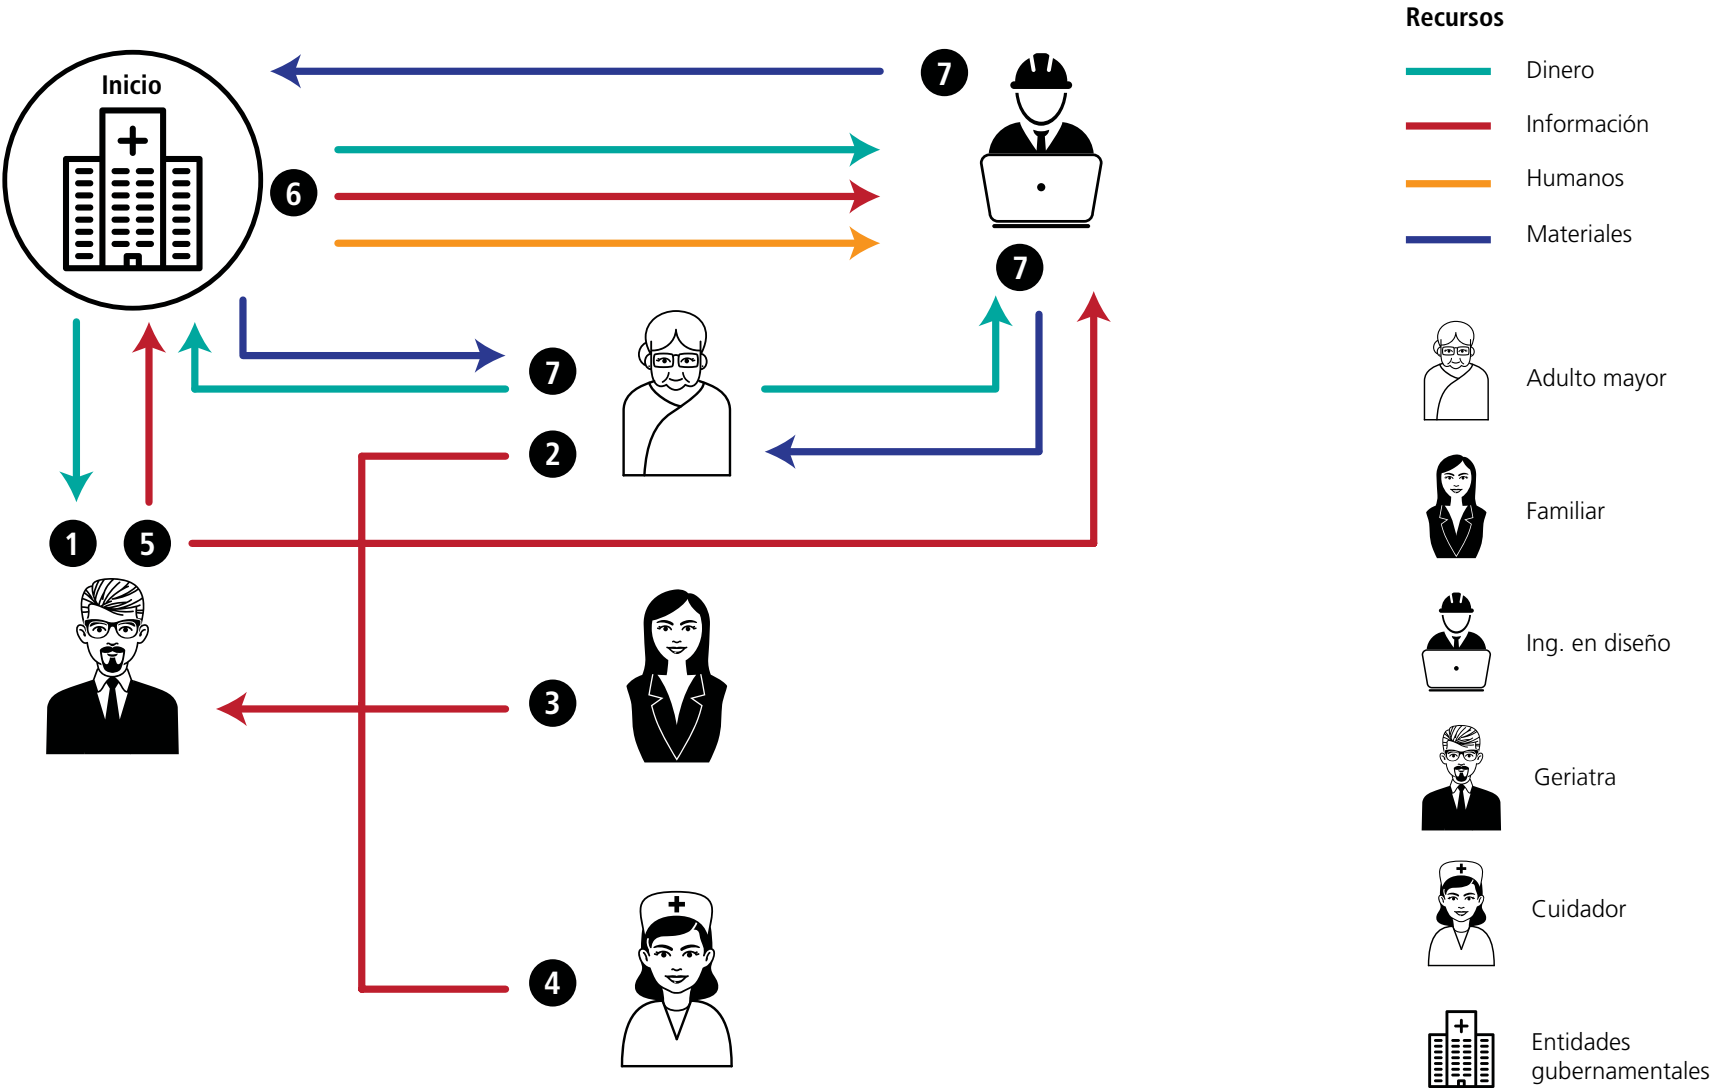 Recursos
Inicio
7
Dinero
Información
6
Humanos
Materiales
7
7
Adulto mayor
2
Familiar
1
5
Ing. en diseño
3
Geriatra
Cuidador
4
Entidades
gubernamentales